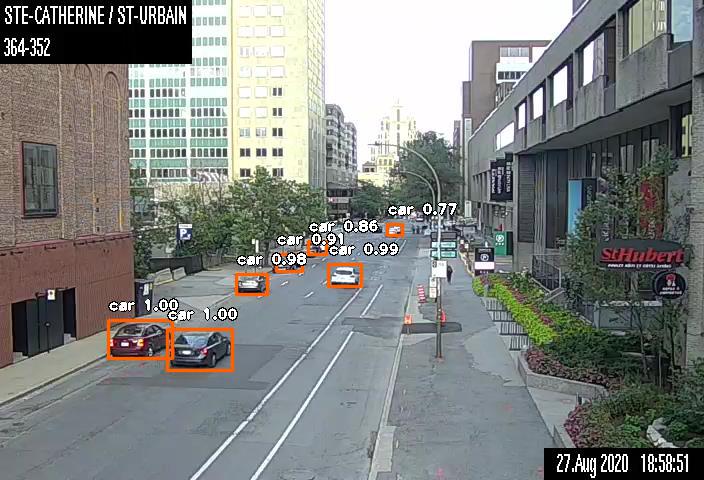 STE-CATHERINE / ST-URBAIN
364-352
car 0.77
car 0.86
car 0.91
car 0.99
car 0.98
car 1.00
car 1.00
P
P
P
StHubert
27.Aug 2020 18:58:51